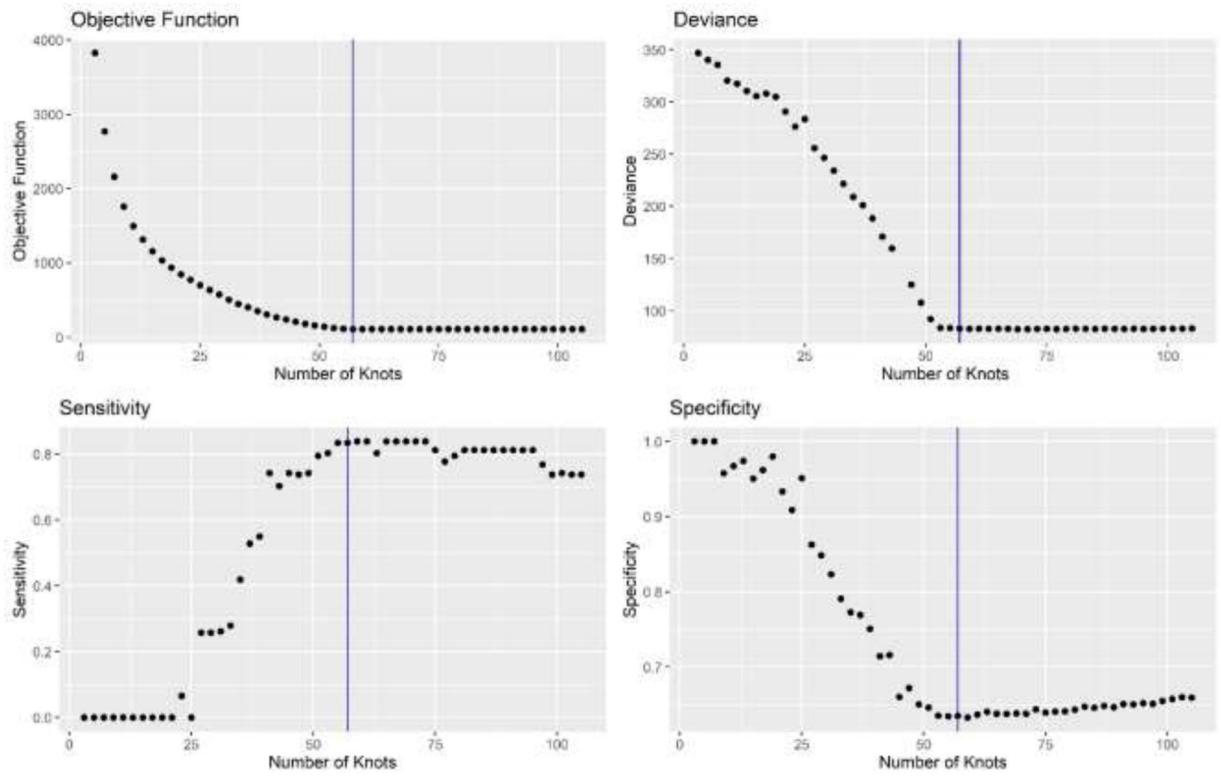 Objective Function
Objective Function
4000
3000
2000
1000
0
0 25 50 75 100
Number of Knots
Deviance
Deviance
350
300
250
200
150
100
0 25 50 75 100
Number of Knots
Sensitivity
Sensitivity
0.8
0.6
0.4
0.2
0.0
0 25 50 75 100
Number of Knots
Specificity
Specificity
1.0
0.9
0.8
0.7
0 25 50 75 100
Number of Knots